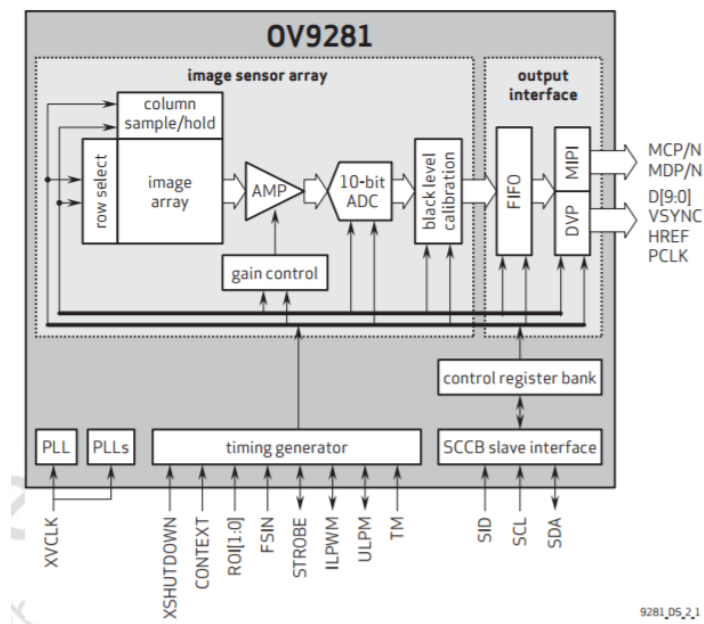 OV9281
image sensor array
output
interface
column
sample/hold
row select
image
array
AMP
10-bit
ADC
black level
calibration
FIFO
MIPI
DVP
MCP/N
MDP/N
D[9:0]
VSYNC
HREF
PCLK
gain control
control register bank
PLL
PLLs
timing generator
SCCB slave interface
XVCLK
XSHUTDOWN
CONTEXT
ROI[1:0]
FSIN
STROBE
ILPWM
ULPM
TM
SID
SCL
SDA
9281_DS_2_1